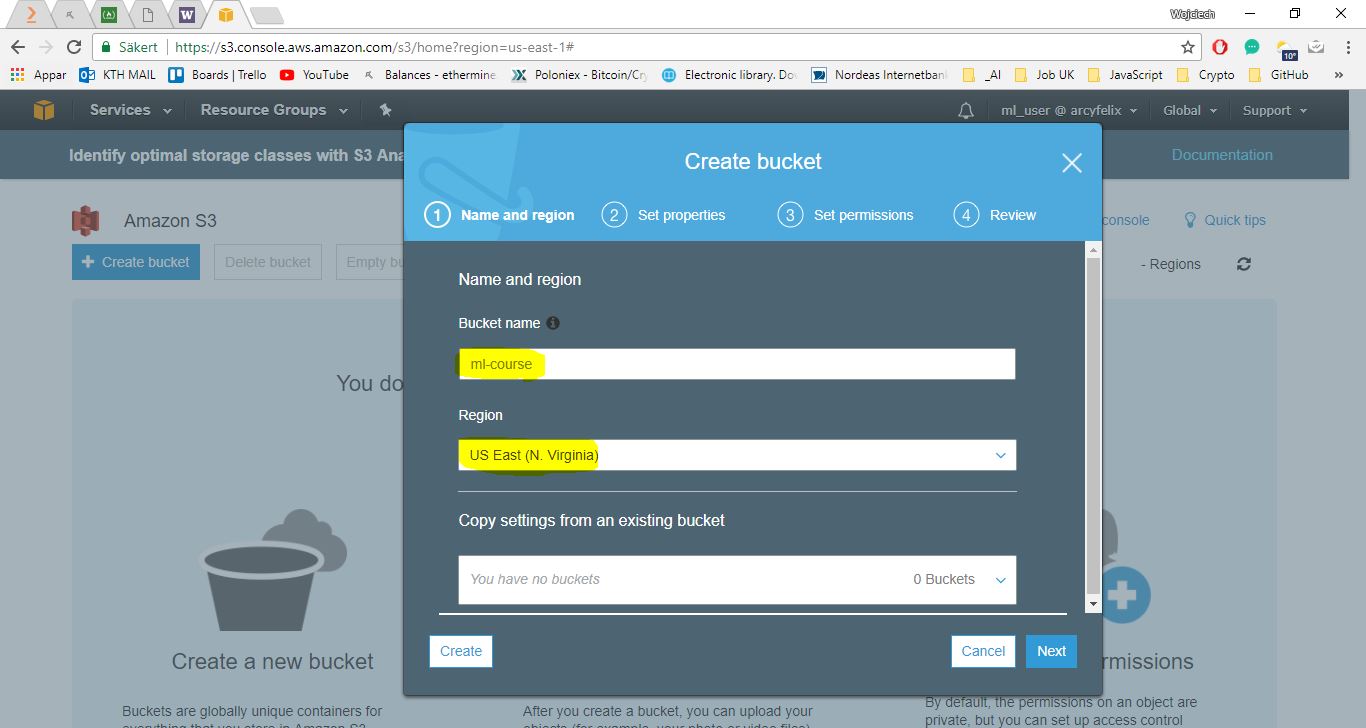 Wojciech
Säkert https://s3.console.aws.amazon.com/s3/home?region=us-east-1#
10°
Appar KTH MAIL Boards | Trello YouTube Balances - ethermine Poloniex - Bitcoin/Cry Electronic library. Do Nordeas Internetban _AI Job UK JavaScript Crypto GitHub »
Services Resource Groups ml_user @ arcyfelix Global Support
Identify optimal storage classes with S3 Ana Documentation
Create bucket
1 Name and region 2 Set properties 3 Set permissions 4 Review
Amazon S3 console Quick tips
Create bucket Delete bucket Empty bu - Regions
Name and region
Bucket name
ml-course
You do
Region
US East (N. Virginia)
Copy settings from an existing bucket
You have no buckets 0 Buckets
Create Cancel Next
Create a new bucket rmissions
Buckets are globally unique containers for
everything that you store in Amazon S3.
After you create a bucket, you can upload your
objects (for example, your photo or video files)
By default, the permissions on an object are
private, but you can set up access control